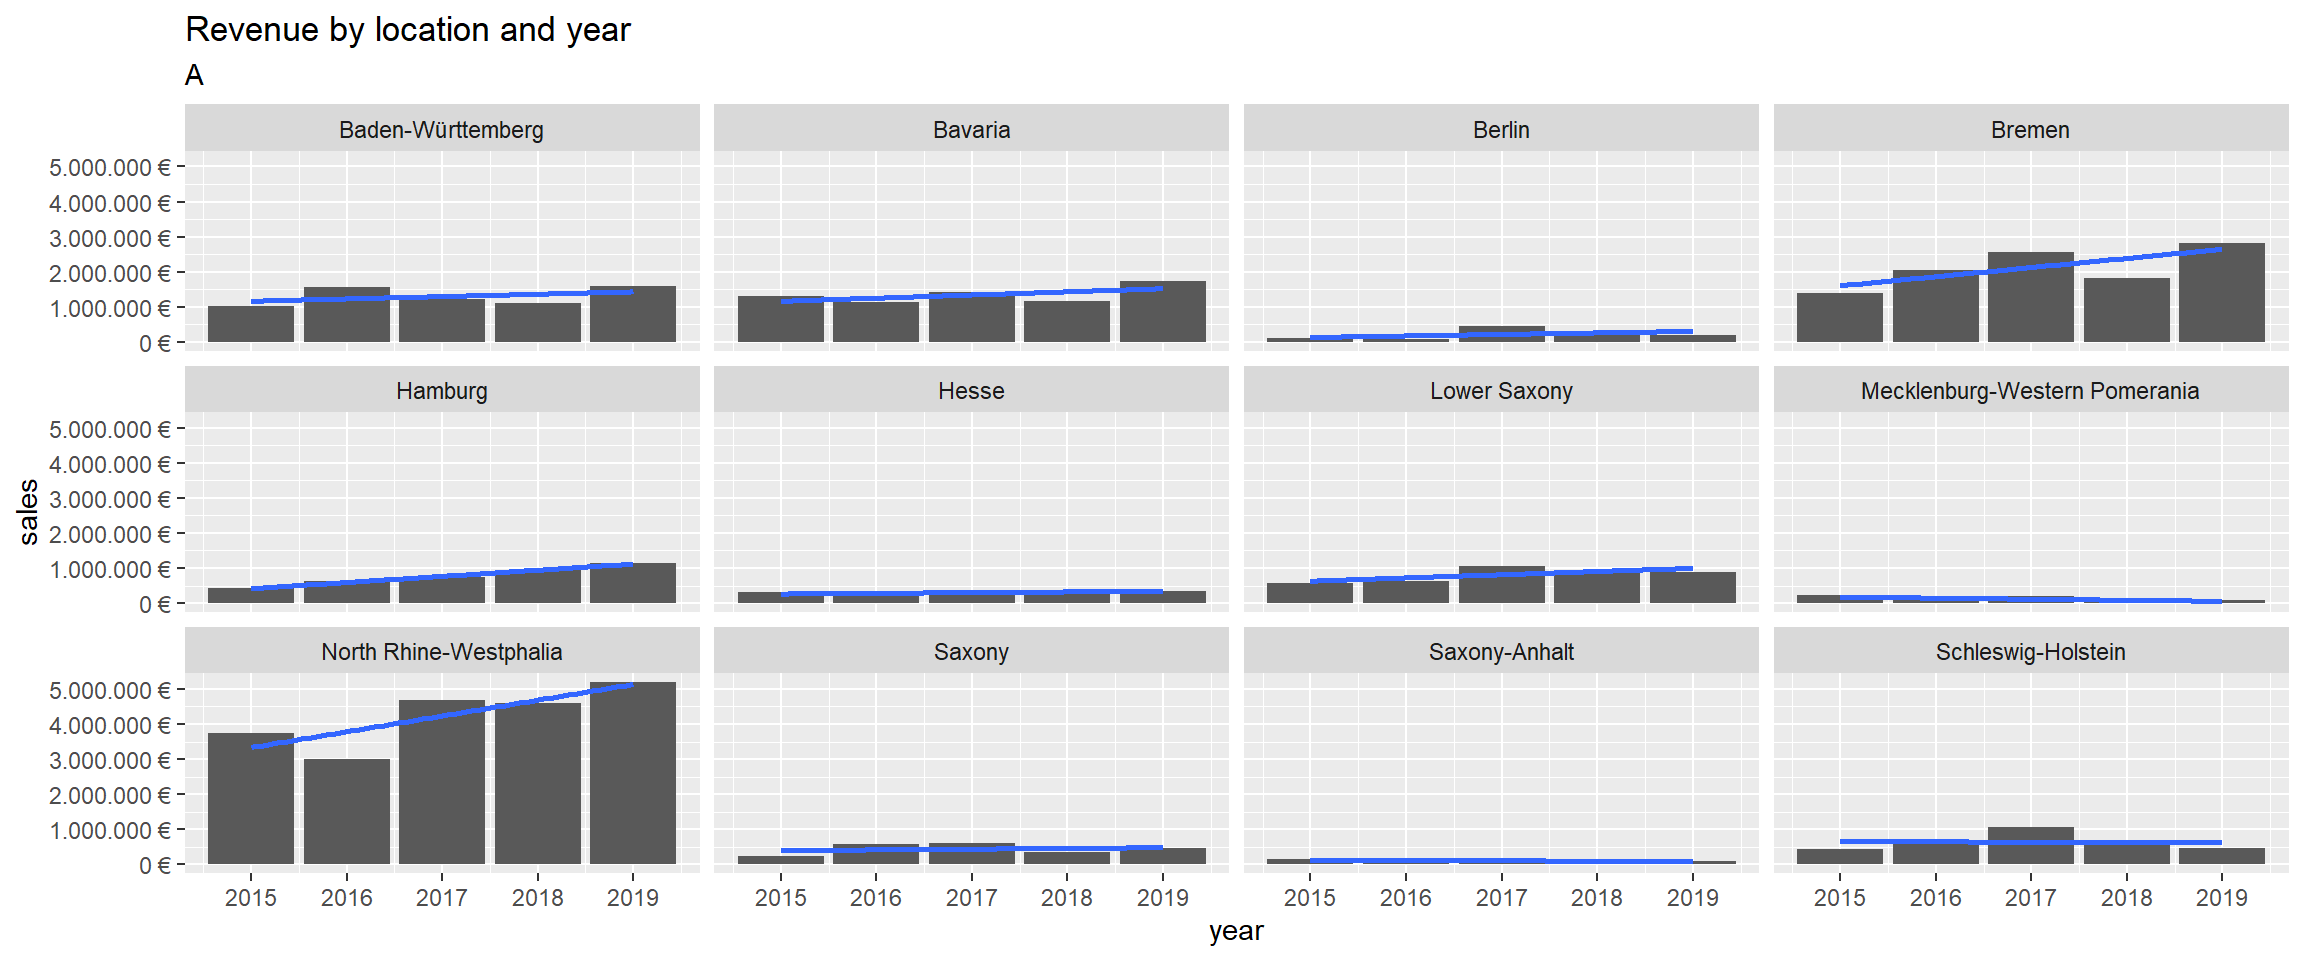 Revenue by location and year
A
Baden-Württemberg
Bavaria
Berlin
Bremen
5.000.000 €
4.000.000 €
3.000.000 €
2.000.000 €
1.000.000 €
0 €
Hamburg
Hesse
Lower Saxony
Mecklenburg-Western Pomerania
5.000.000 €
4.000.000 €
3.000.000 €
2.000.000 €
1.000.000 €
0 €
sales
North Rhine-Westphalia
Saxony
Saxony-Anhalt
Schleswig-Holstein
5.000.000 €
4.000.000 €
3.000.000 €
2.000.000 €
1.000.000 €
0 €
2015 2016 2017 2018 2019
2015 2016 2017 2018 2019
2015 2016 2017 2018 2019
2015 2016 2017 2018 2019
year